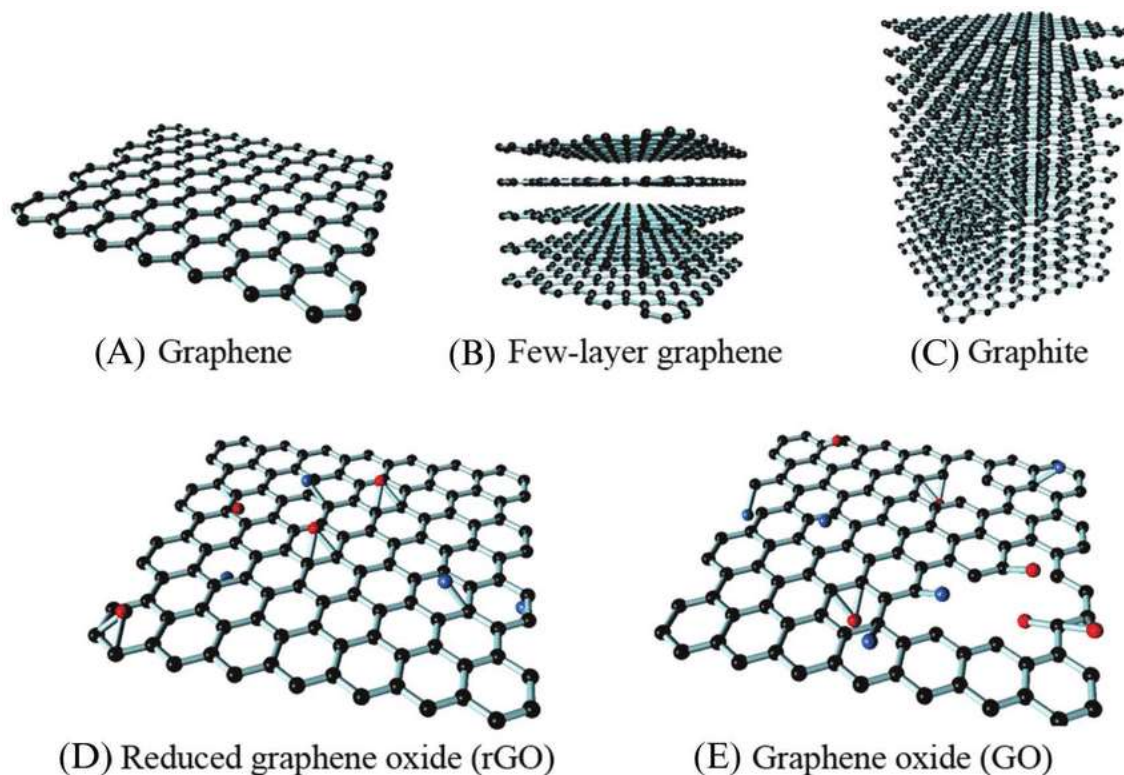 (A) Graphene
(B) Few-layer graphene
(C) Graphite
(D) Reduced graphene oxide (rGO)
(E) Graphene oxide (GO)